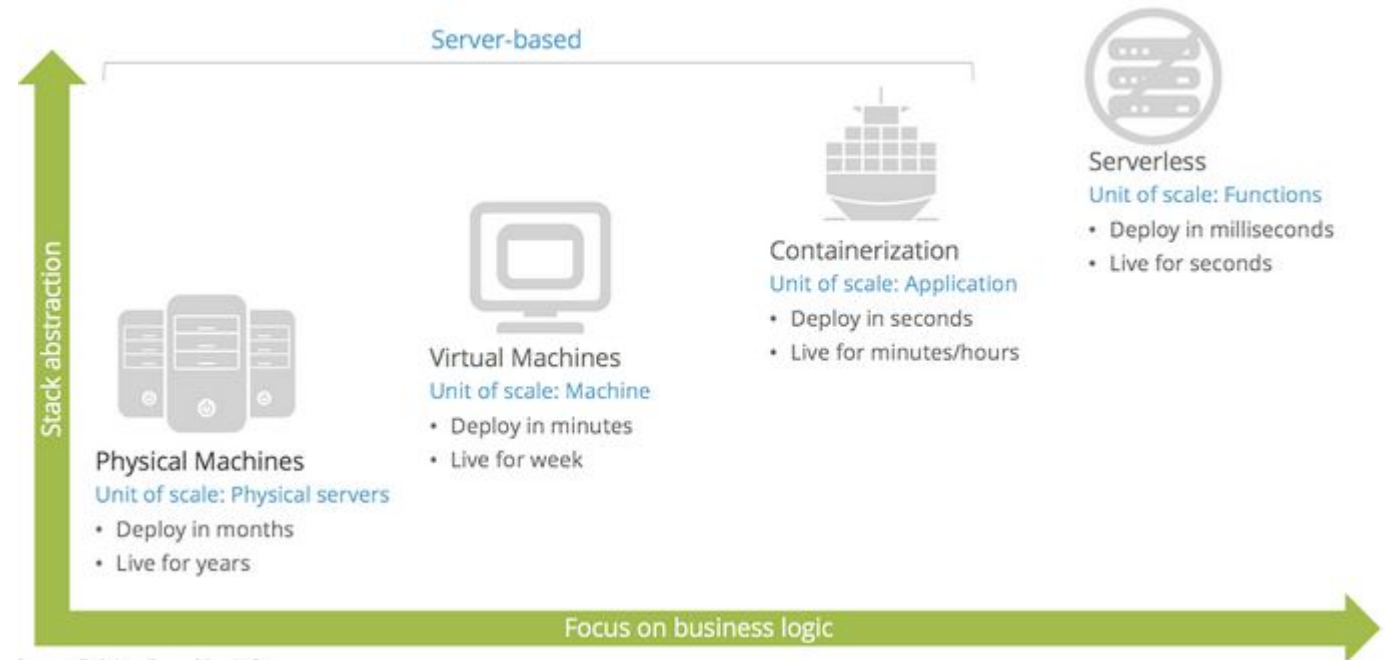 Server-based
Serverless
Unit of scale: Functions
• Deploy in milliseconds
• Live for seconds
Containerization
Unit of scale: Application
• Deploy in seconds
• Live for minutes/hours
Virtual Machines
Unit of scale: Machine
• Deploy in minutes
• Live for week
Physical Machines
Unit of scale: Physical servers
• Deploy in months
• Live for years
Stack abstraction
Focus on business logic